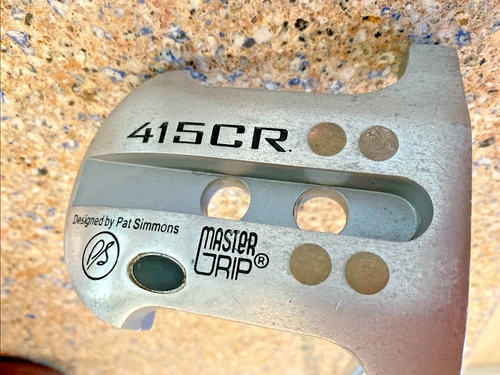 415CR.
Designed by Pat Simmons
PS
MASTER
GRIP®